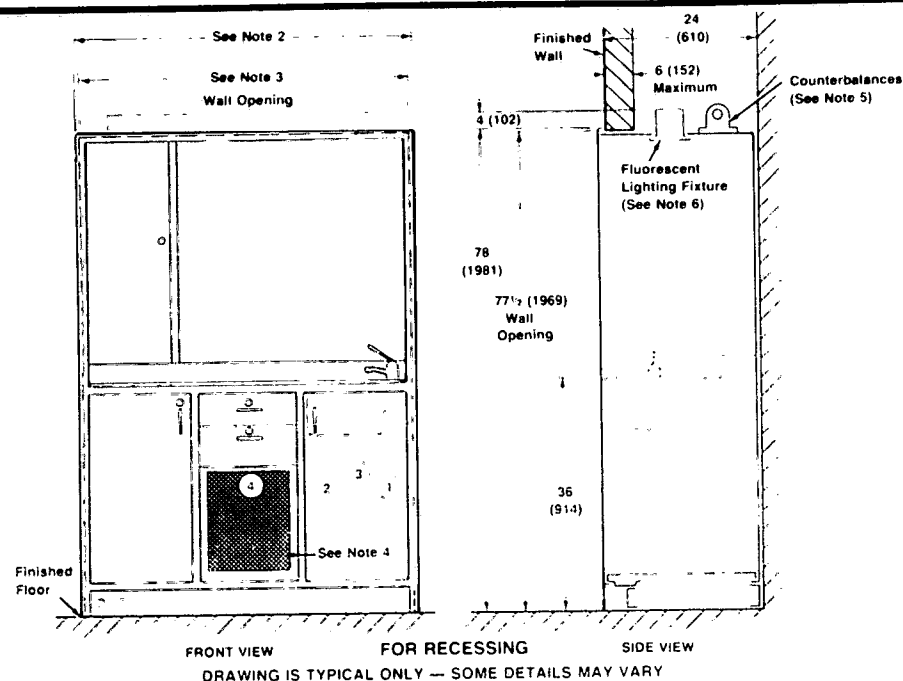 See Note 2
See Note 3
Wall Opening
4
2
3
1
See Note 4
Finished
Floor
FRONT VIEW
24
(610)
Finished
Wall
6 (152)
Maximum
Counterbalances
(See Note 5)
4 (102)
Fluorescent
Lighting Fixture
(See Note 6)
78
(1981)
77 1/2 (1969)
Wall
Opening
36
(914)
SIDE VIEW
FOR RECESSING
DRAWING IS TYPICAL ONLY — SOME DETAILS MAY VARY